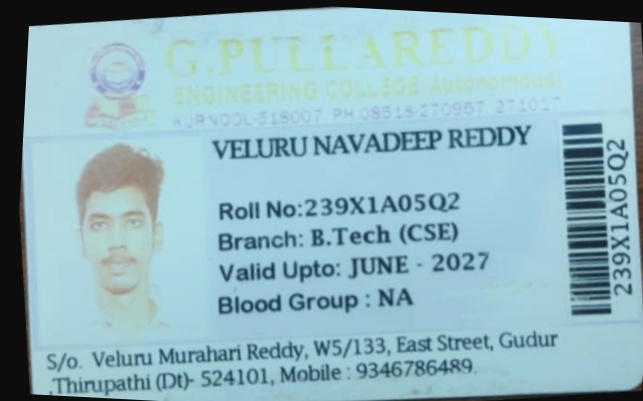 G.PULLAREDDY
ENGINEERING COLLEGE(Autonomous)
KURNOOL-518007. PH:08518-270957, 271017
VELURU NAVADEEP REDDY
Roll No:239X1A05Q2
Branch: B.Tech (CSE)
Valid Upto: JUNE - 2027
Blood Group : NA
239X1A05Q2
S/o. Veluru Murahari Reddy, W5/133, East Street, Gudur
,Thirupathi (Dt)- 524101, Mobile : 9346786489.